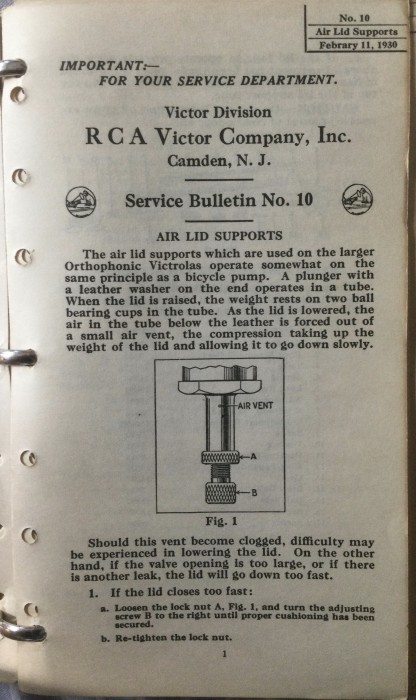 No. 10
Air Lid Supports
Febrary 11, 1930
IMPORTANT:—
FOR YOUR SERVICE DEPARTMENT.
Victor Division
R C A Victor Company, Inc.
Camden, N. J.
Service Bulletin No. 10
AIR LID SUPPORTS
The air lid supports which are used on the larger
Orthophonic Victrolas operate somewhat on the
same principle as a bicycle pump. A plunger with
a leather washer on the end operates in a tube.
When the lid is raised, the weight rests on two ball
bearing cups in the tube. As the lid is lowered, the
air in the tube below the leather is forced out of
a small air vent, the compression taking up the
weight of the lid and allowing it to go down slowly.
AIR VENT
A
B
Fig. 1
Should this vent become clogged, difficulty may
be experienced in lowering the lid. On the other
hand, if the valve opening is too large, or if there
is another leak, the lid will go down too fast.
1. If the lid closes too fast:
a. Loosen the lock nut A, Fig. 1, and turn the adjusting
screw B to the right until proper cushioning has been
secured.
b. Re-tighten the lock nut.
1